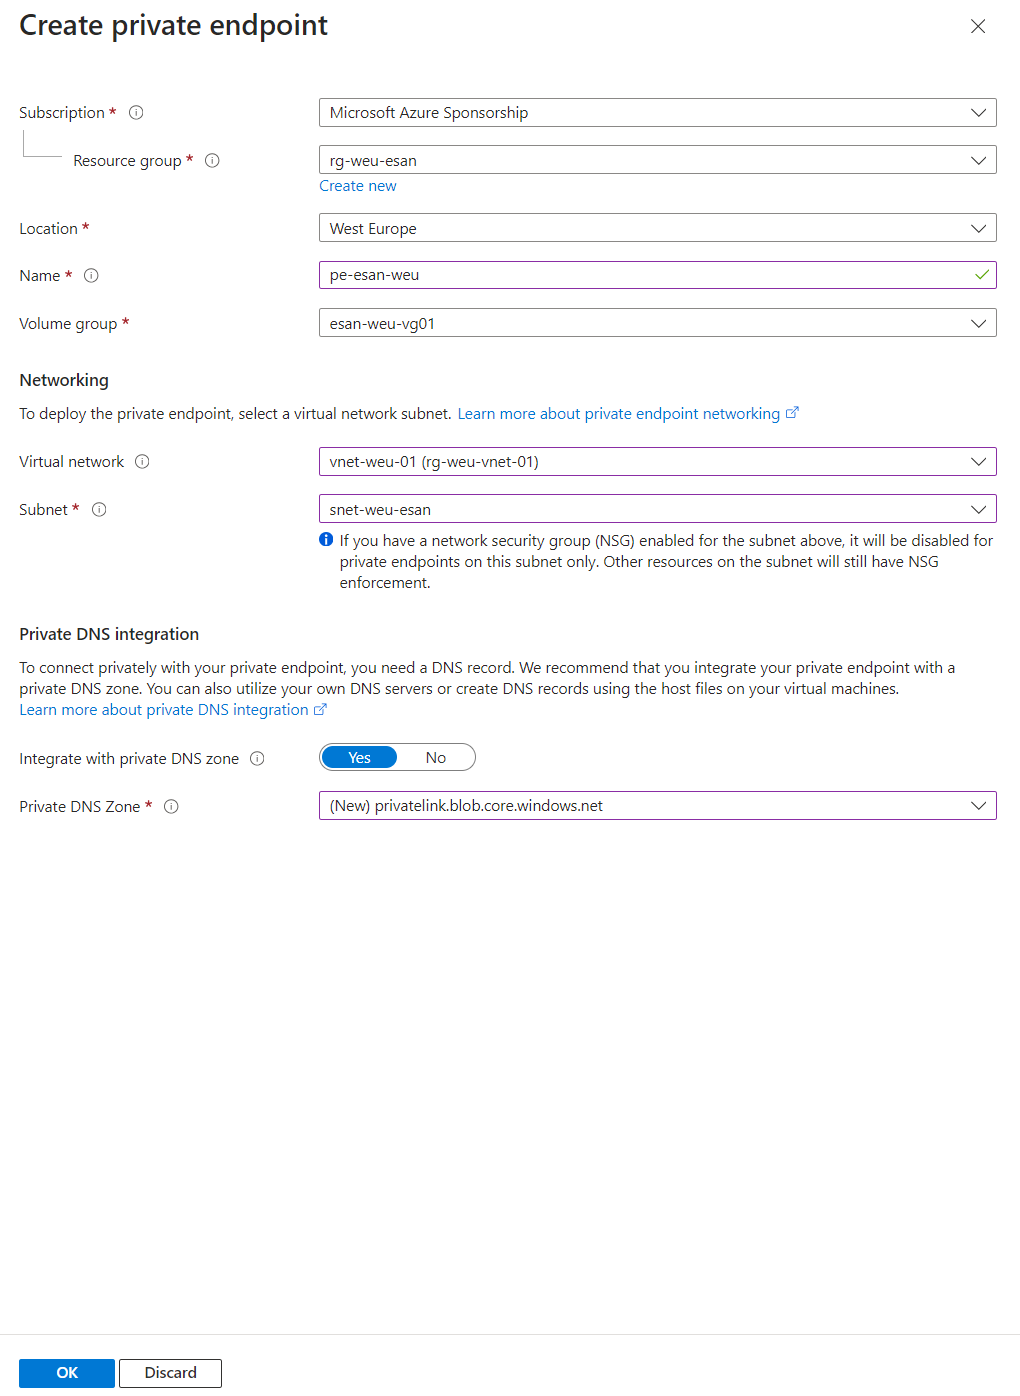 Create private endpoint
Subscription *
Microsoft Azure Sponsorship
Resource group *
rg-weu-esan
Create new
Location *
West Europe
Name *
pe-esan-weu
Volume group *
esan-weu-vg01
Networking
To deploy the private endpoint, select a virtual network subnet. Learn more about private endpoint networking
Virtual network
vnet-weu-01 (rg-weu-vnet-01)
Subnet *
snet-weu-esan
If you have a network security group (NSG) enabled for the subnet above, it will be disabled for
private endpoints on this subnet only. Other resources on the subnet will still have NSG
enforcement.
Private DNS integration
To connect privately with your private endpoint, you need a DNS record. We recommend that you integrate your private endpoint with a
private DNS zone. You can also utilize your own DNS servers or create DNS records using the host files on your virtual machines.
Learn more about private DNS integration
Integrate with private DNS zone
Yes No
Private DNS Zone *
(New) privatelink.blob.core.windows.net
OK Discard